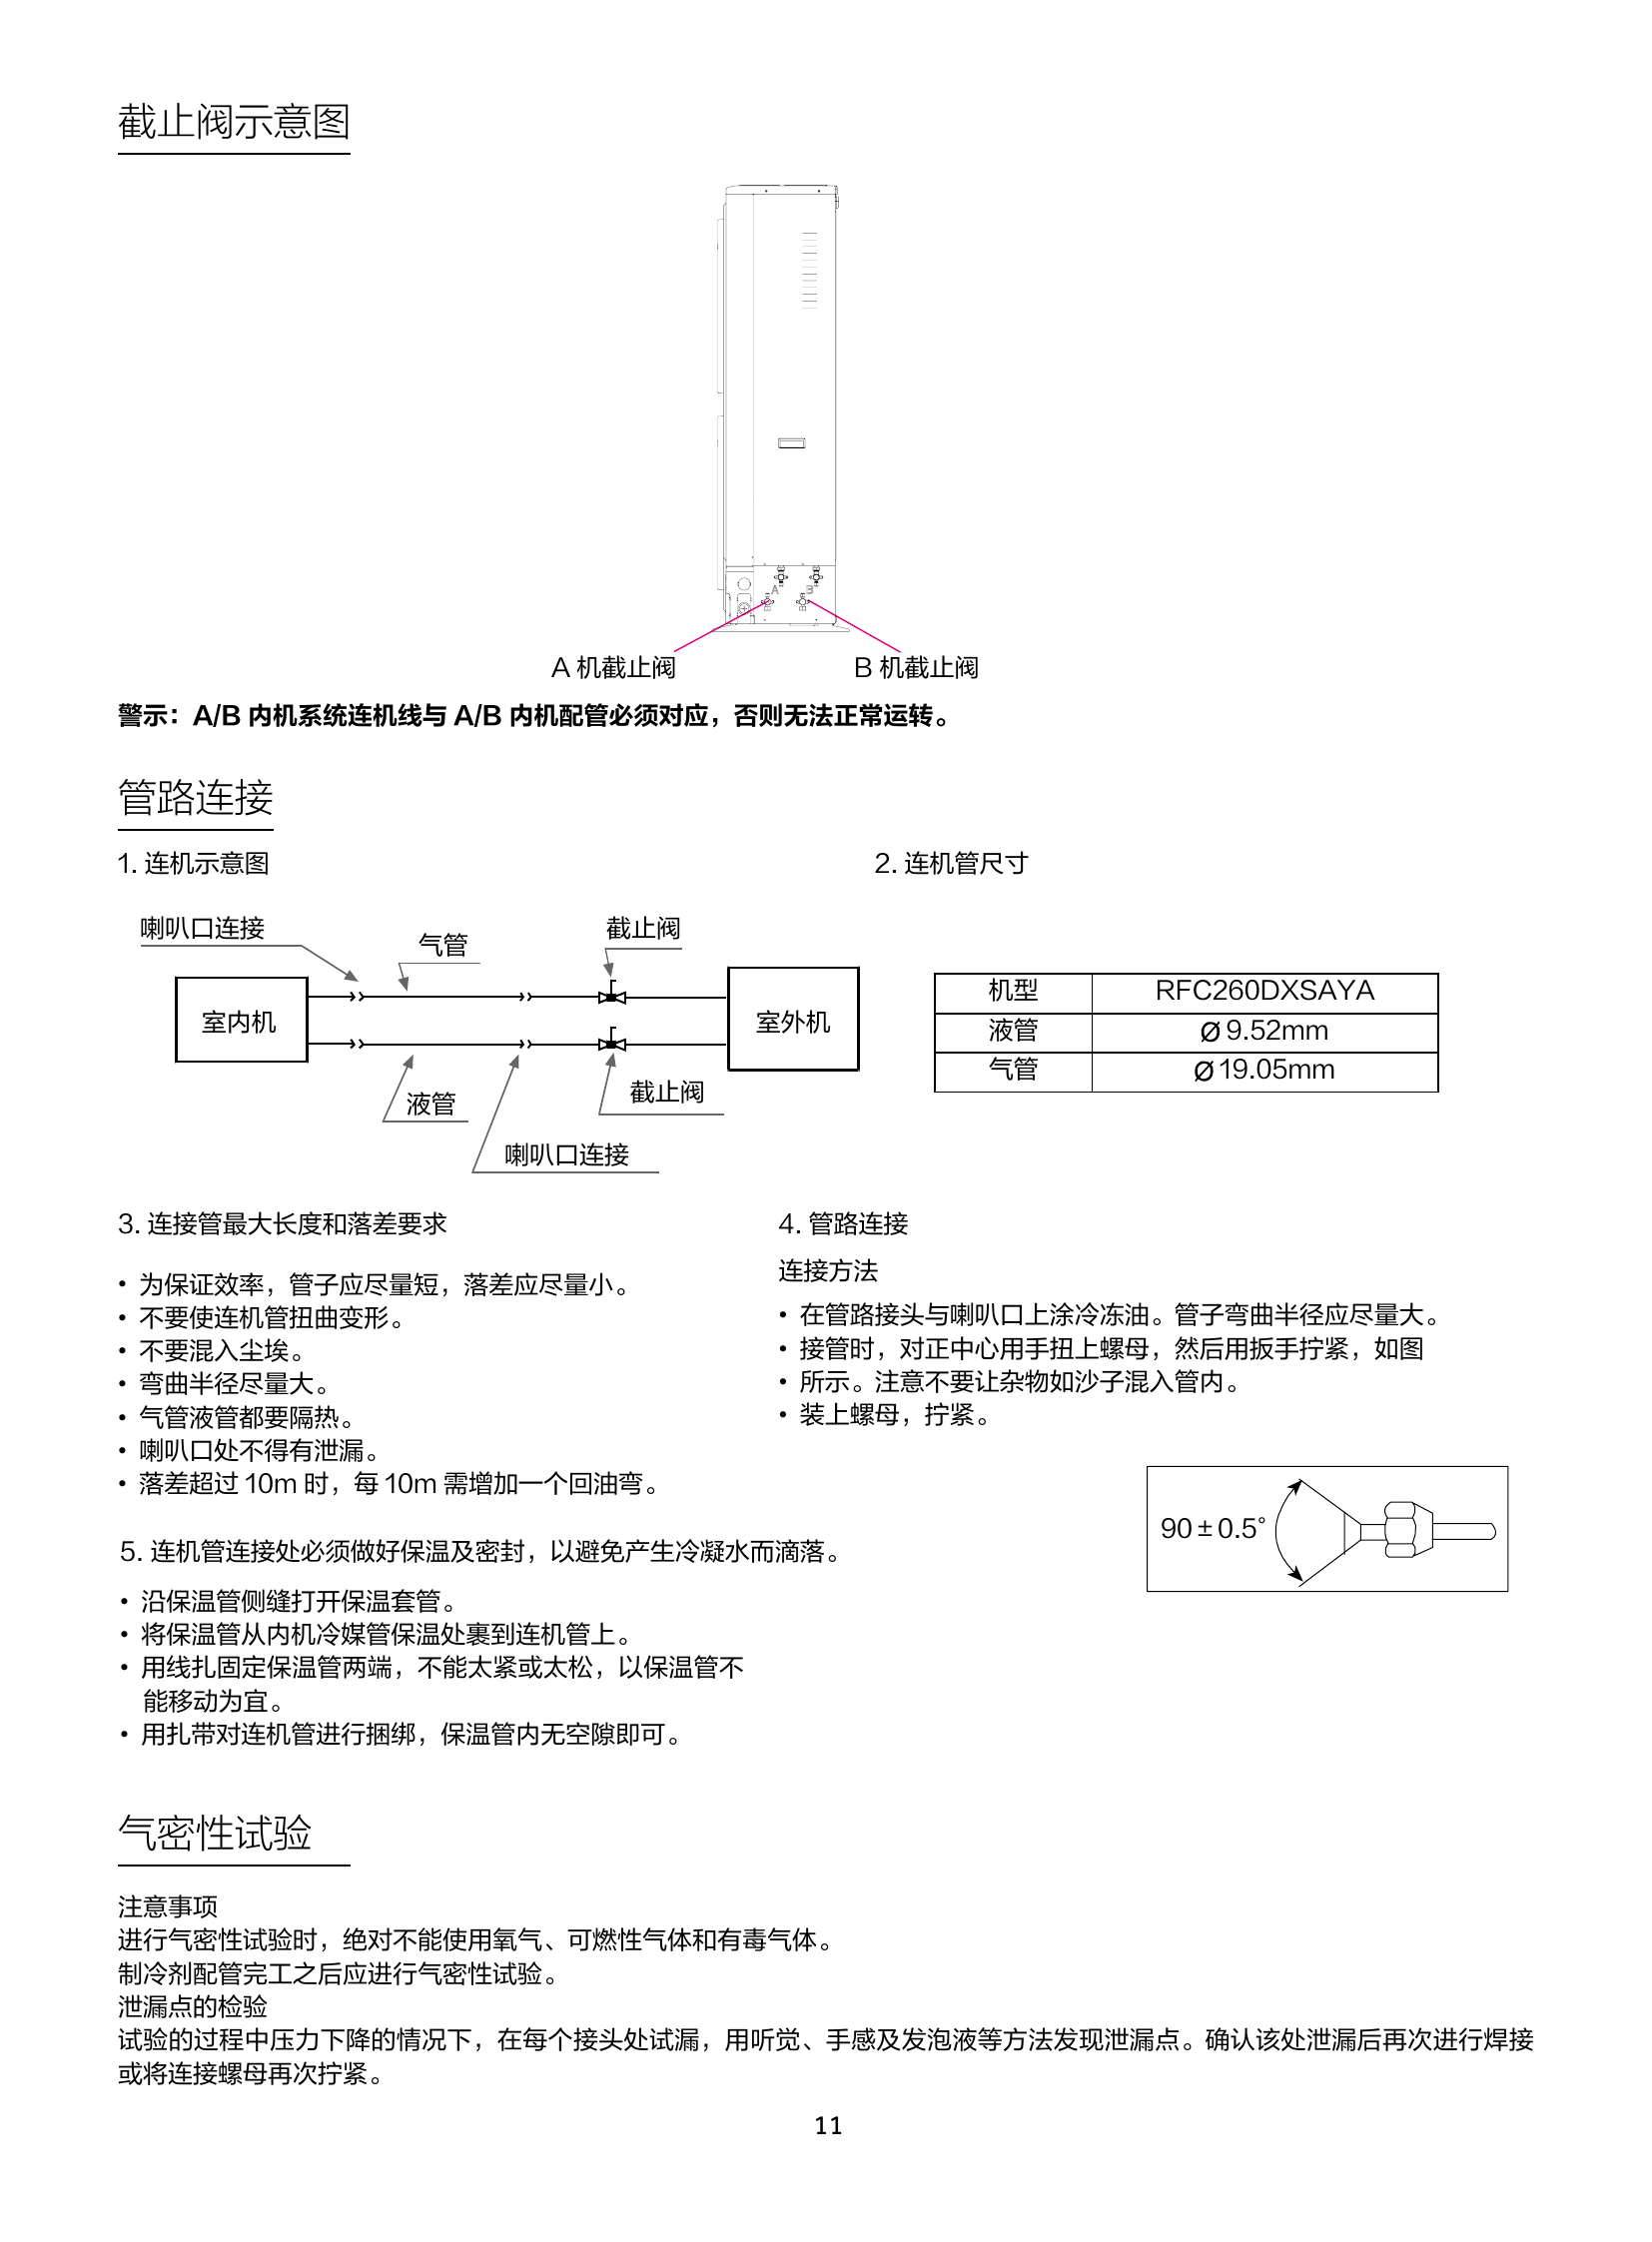 截止阀示意图
A
B
A 机截止阀
B 机截止阀
警示：A/B 内机系统连机线与 A/B 内机配管必须对应，否则无法正常运转。
管路连接
1. 连机示意图
喇叭口连接
气管
截止阀
室内机
室外机
液管
截止阀
喇叭口连接
2. 连机管尺寸
机型 RFC260DXSAYA
液管 Ø 9.52mm
气管 Ø 19.05mm
3. 连接管最大长度和落差要求
• 为保证效率，管子应尽量短，落差应尽量小。
• 不要使连机管扭曲变形。
• 不要混入尘埃。
• 弯曲半径尽量大。
• 气管液管都要隔热。
• 喇叭口处不得有泄漏。
• 落差超过 10m 时，每 10m 需增加一个回油弯。
4. 管路连接
连接方法
• 在管路接头与喇叭口上涂冷冻油。管子弯曲半径应尽量大。
• 接管时，对正中心用手扭上螺母，然后用扳手拧紧，如图
• 所示。注意不要让杂物如沙子混入管内。
• 装上螺母，拧紧。
90±0.5°
5. 连机管连接处必须做好保温及密封，以避免产生冷凝水而滴落。
• 沿保温管侧缝打开保温套管。
• 将保温管从内机冷媒管保温处裹到连机管上。
• 用线扎固定保温管两端，不能太紧或太松，以保温管不
能移动为宜。
• 用扎带对连机管进行捆绑，保温管内无空隙即可。
气密性试验
注意事项
进行气密性试验时，绝对不能使用氧气、可燃性气体和有毒气体。
制冷剂配管完工之后应进行气密性试验。
泄漏点的检验
试验的过程中压力下降的情况下，在每个接头处试漏，用听觉、手感及发泡液等方法发现泄漏点。确认该处泄漏后再次进行焊接
或将连接螺母再次拧紧。
11